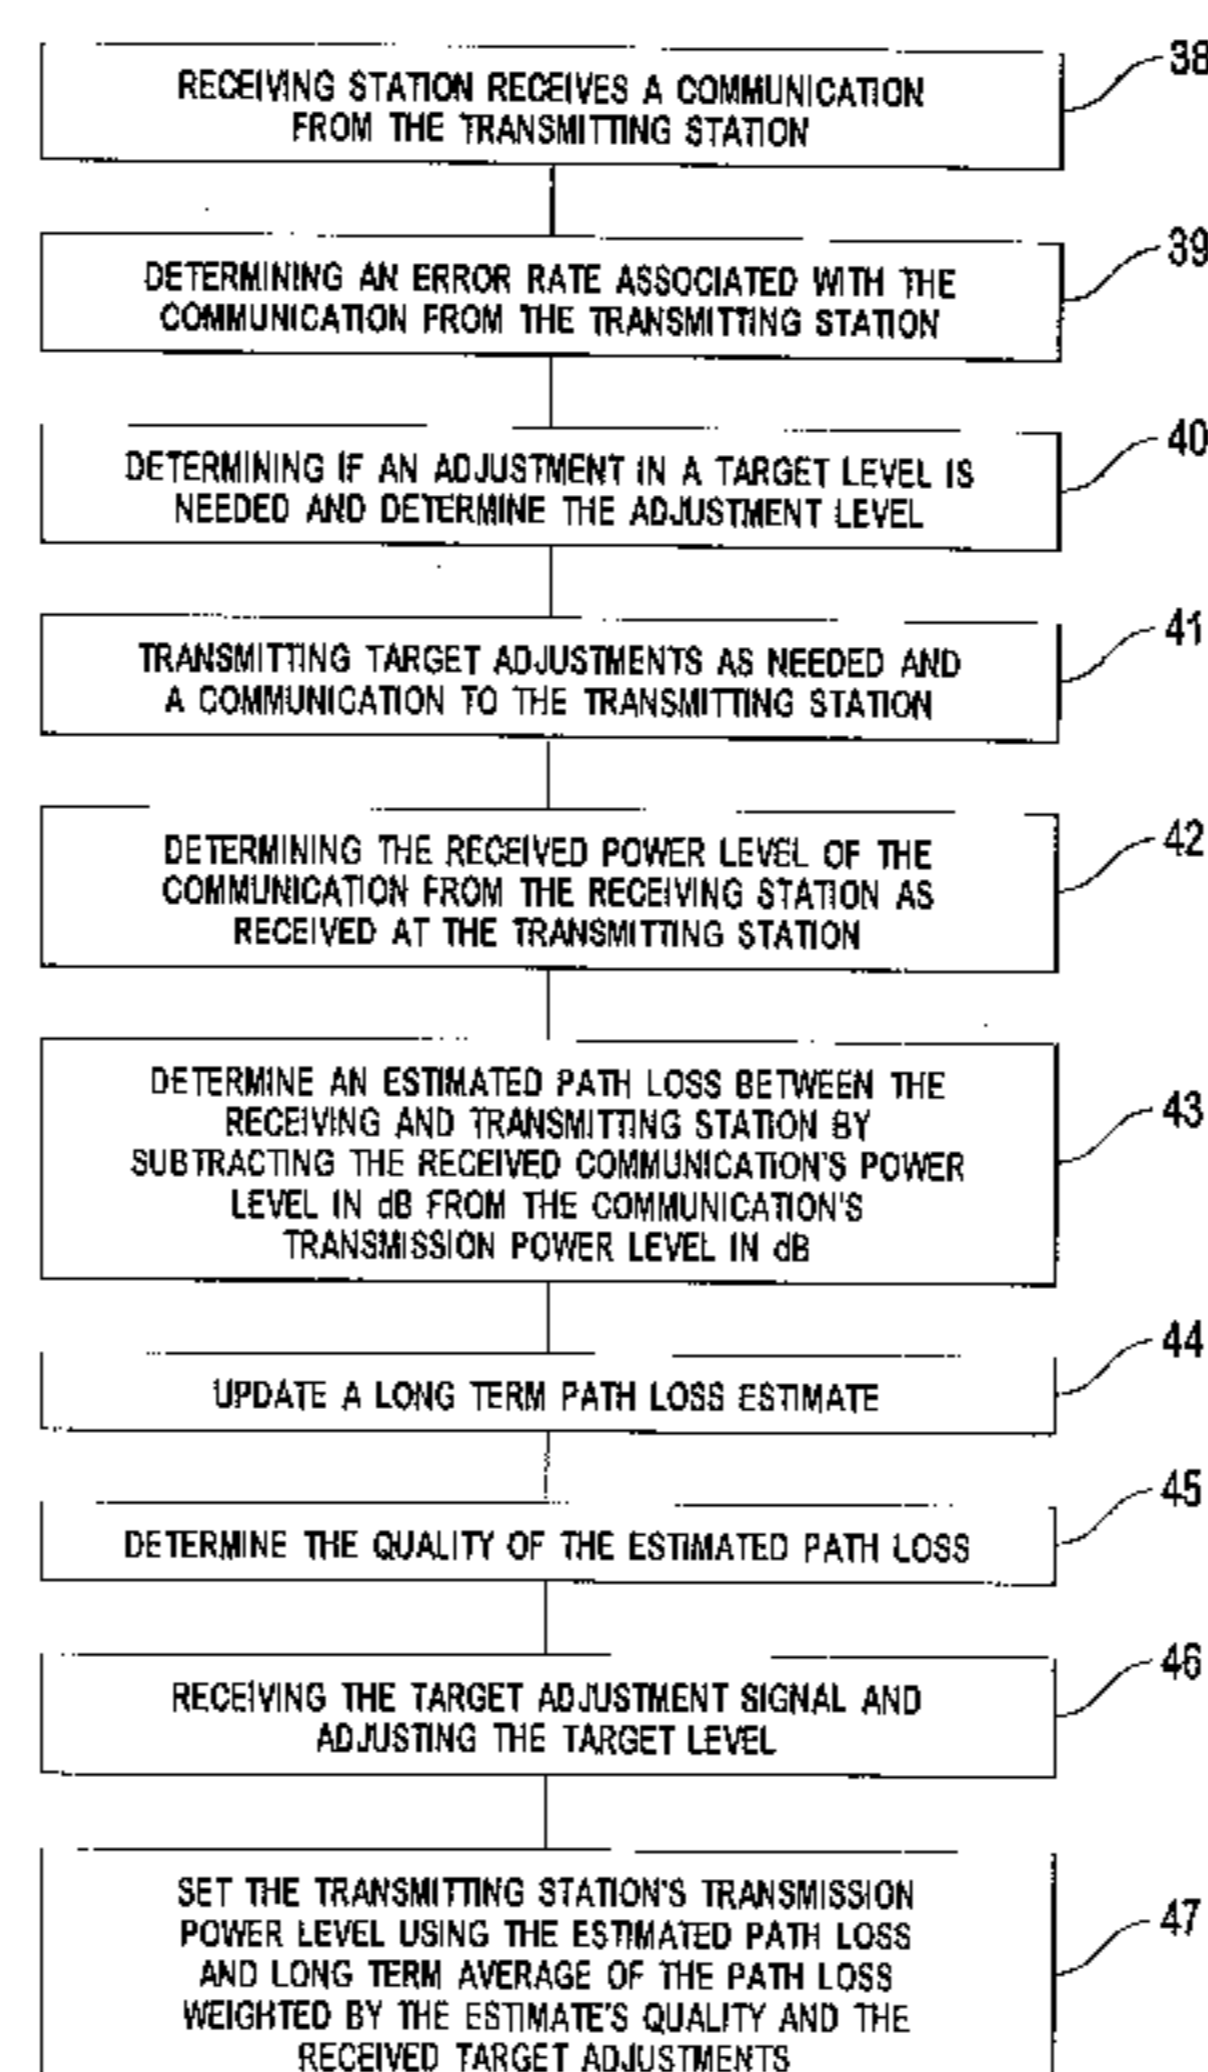 RECEIVING STATION RECEIVES A COMMUNICATION
FROM THE TRANSMITTING STATION
38
DETERMINING AN ERROR RATE ASSOCIATED WITH THE
COMMUNICATION FROM THE TRANSMITTING STATION
39
DETERMINING IF AN ADJUSTMENT IN A TARGET LEVEL IS
NEEDED AND DETERMINE THE ADJUSTMENT LEVEL
40
TRANSMITTING TARGET ADJUSTMENTS AS NEEDED AND
A COMMUNICATION TO THE TRANSMITTING STATION
41
DETERMINING THE RECEIVED POWER LEVEL OF THE
COMMUNICATION FROM THE RECEIVING STATION AS
RECEIVED AT THE TRANSMITTING STATION
42
DETERMINE AN ESTIMATED PATH LOSS BETWEEN THE
RECEIVING AND TRANSMITTING STATION BY
SUBTRACTING THE RECEIVED COMMUNICATION'S POWER
LEVEL IN dB FROM THE COMMUNICATION'S
TRANSMISSION POWER LEVEL IN dB
43
UPDATE A LONG TERM PATH LOSS ESTIMATE
44
DETERMINE THE QUALITY OF THE ESTIMATED PATH LOSS
45
RECEIVING THE TARGET ADJUSTMENT SIGNAL AND
ADJUSTING THE TARGET LEVEL
46
SET THE TRANSMITTING STATION'S TRANSMISSION
POWER LEVEL USING THE ESTIMATED PATH LOSS
AND LONG TERM AVERAGE OF THE PATH LOSS
WEIGHTED BY THE ESTIMATE'S QUALITY AND THE
RECEIVED TARGET ADJUSTMENTS
47